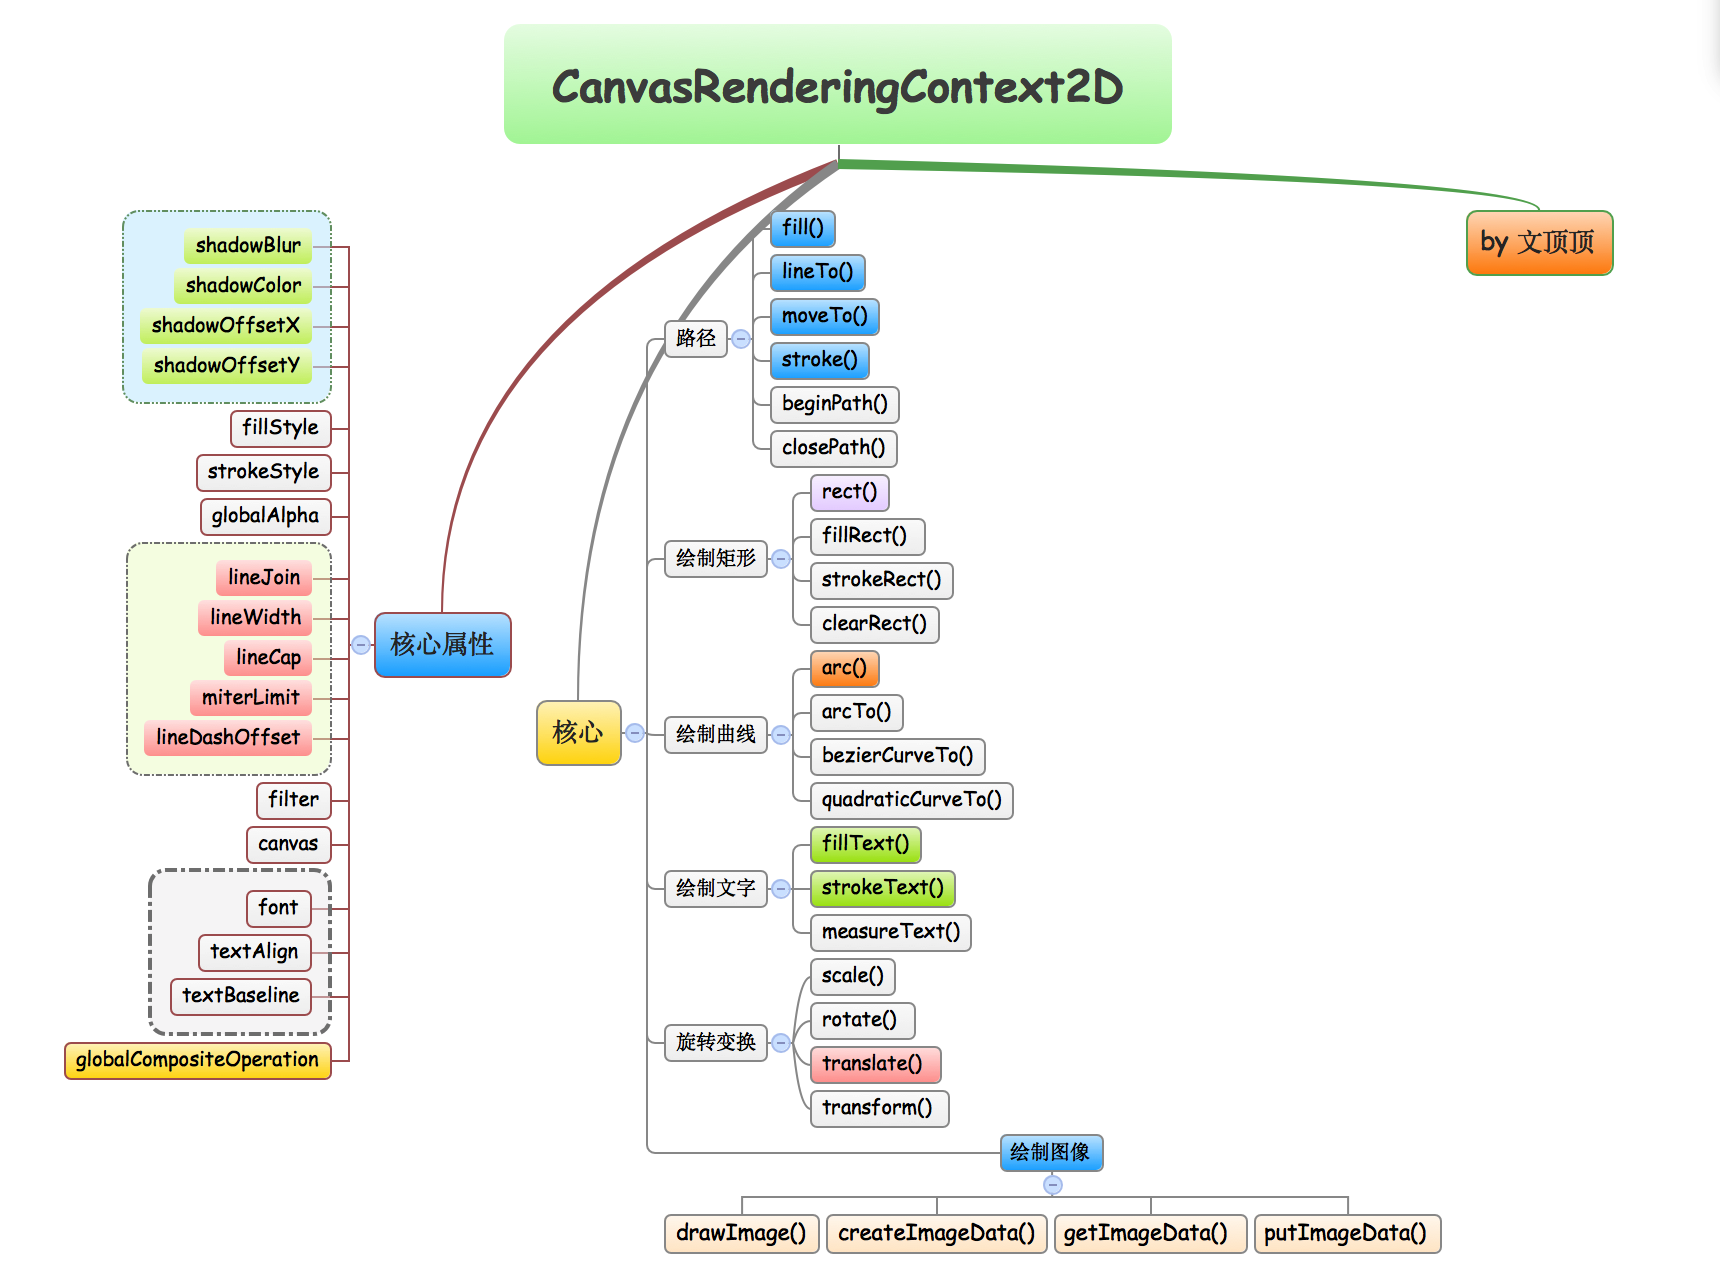 CanvasRenderingContext2D
by 文顶顶
核心属性
shadowBlur
shadowColor
shadowOffsetX
shadowOffsetY
fillStyle
strokeStyle
globalAlpha
lineJoin
lineWidth
lineCap
miterLimit
lineDashOffset
filter
canvas
font
textAlign
textBaseline
globalCompositeOperation
核心
路径
fill()
lineTo()
moveTo()
stroke()
beginPath()
closePath()
绘制矩形
rect()
fillRect()
strokeRect()
clearRect()
绘制曲线
arc()
arcTo()
bezierCurveTo()
quadraticCurveTo()
绘制文字
fillText()
strokeText()
measureText()
旋转变换
scale()
rotate()
translate()
transform()
绘制图像
drawImage()
createImageData()
getImageData()
putImageData()